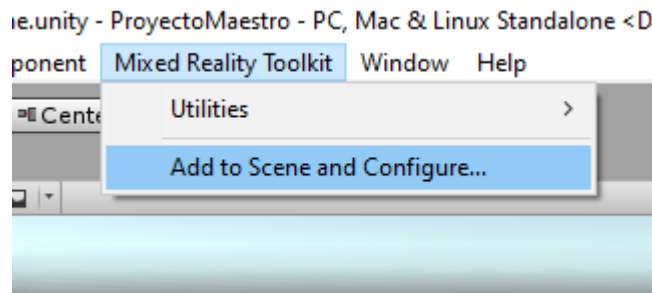 ne.unity - ProyectoMaestro - PC, Mac & Linux Standalone <D
ponent Mixed Reality Toolkit Window Help
Cente
Utilities
Add to Scene and Configure...